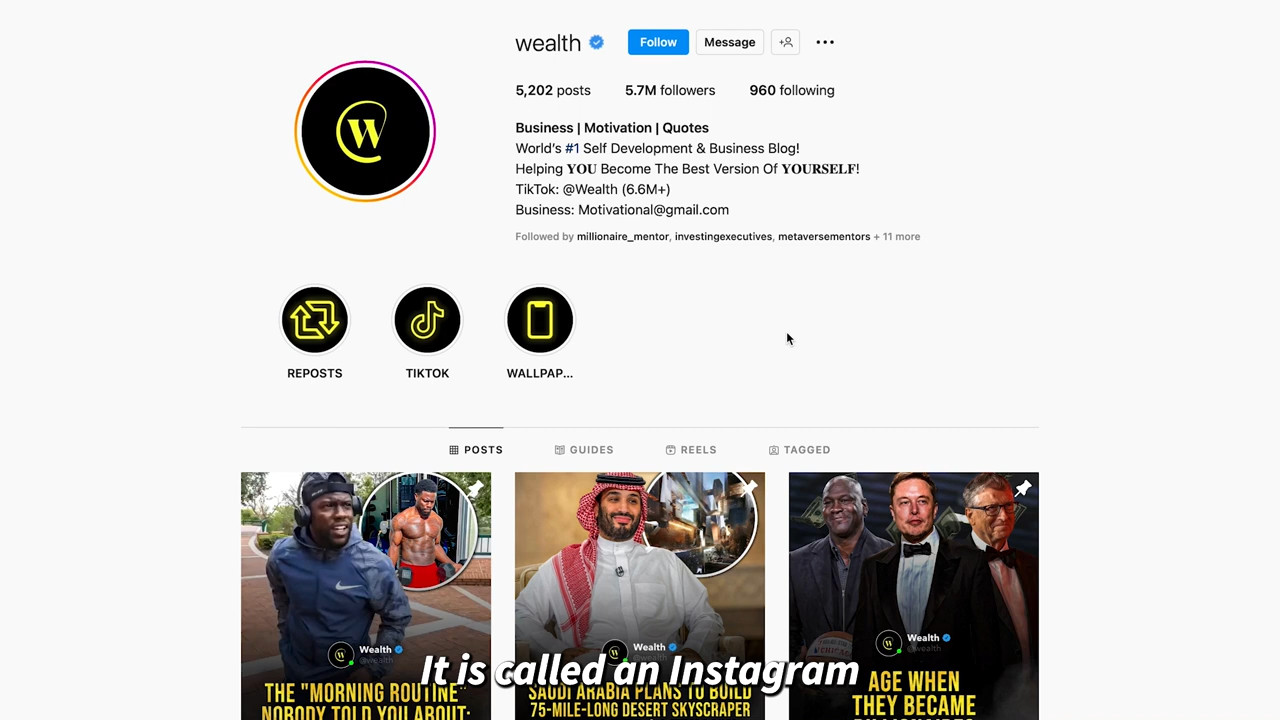 wealth
Follow
Message
5,202 posts
5.7M followers
960 following
Business | Motivation | Quotes
World's #1 Self Development & Business Blog!
Helping YOU Become The Best Version Of YOURSELF!
TikTok: @Wealth (6.6M+)
Business: Motivational@gmail.com
Followed by millionaire_mentor, investingexecutives, metaversementors + 11 more
W
REPOSTS
TIKTOK
WALLPAP...
POSTS
GUIDES
REELS
TAGGED
Wealth
@wealth
THE "MORNING ROUTINE"
NOBODY TOLD YOU ABOUT:
Wealth
SAUDI ARABIA PLANS TO BUILD
75-MILE-LONG DESERT SKYSCRAPER
Wealth
@wealth
AGE WHEN
THEY BECAME
It is called an Instagram